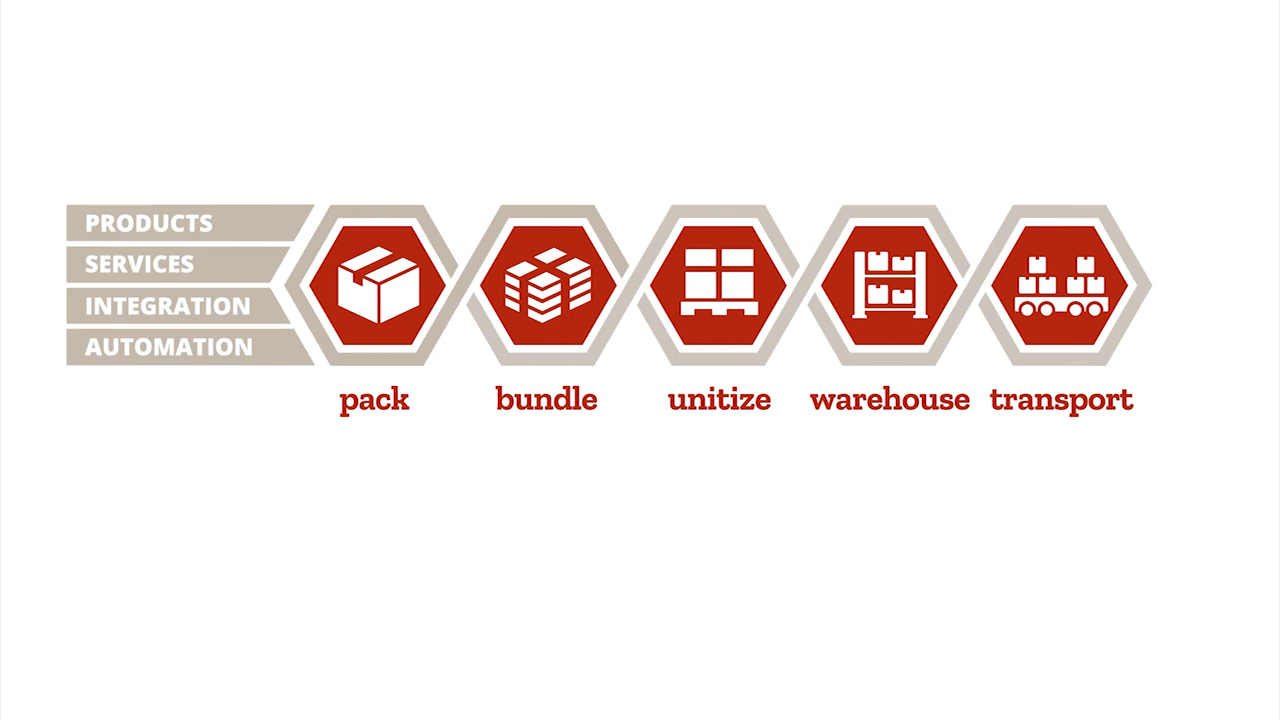 PRODUCTS
SERVICES
INTEGRATION
AUTOMATION
pack
bundle
unitize
warehouse
transport